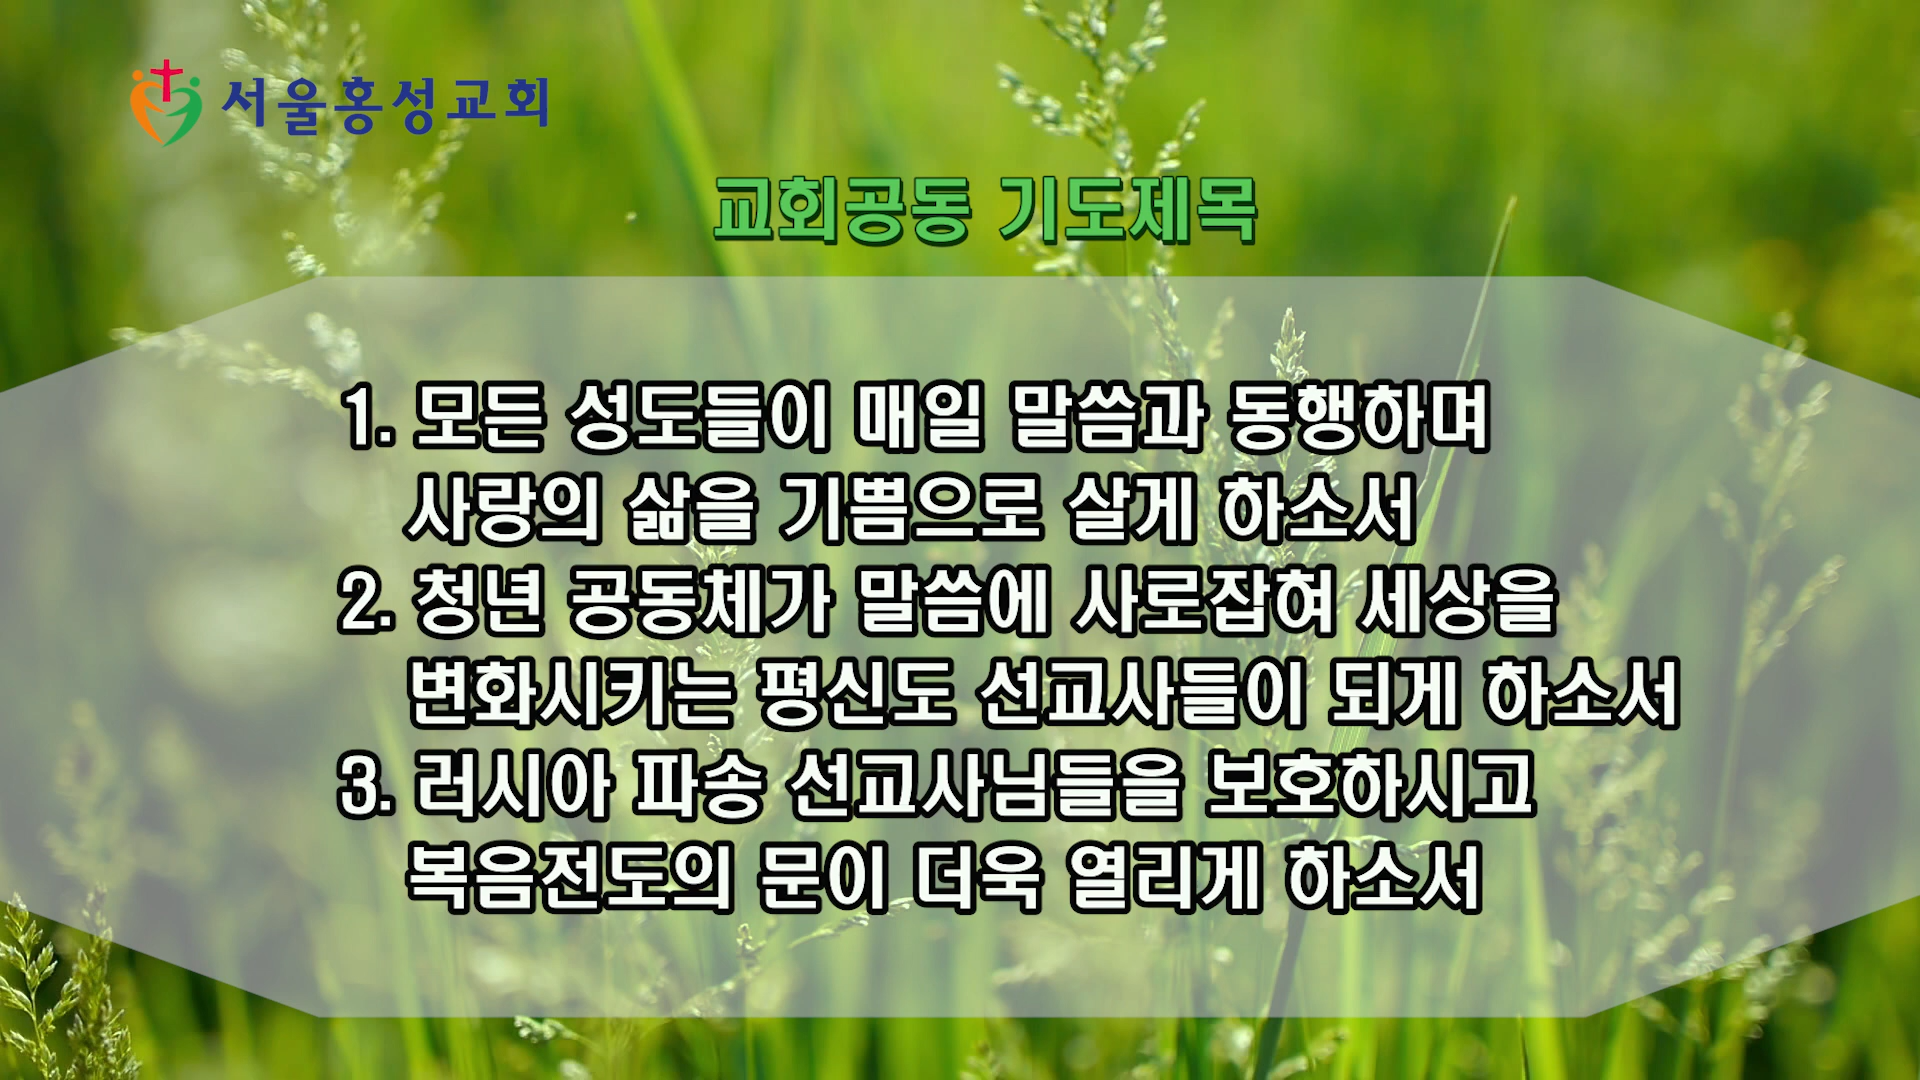 서울홍성교회
교회공동 기도제목
1. 모든 성도들이 매일 말씀과 동행하며
사랑의 삶을 기쁨으로 살게 하소서
2. 청년 공동체가 말씀에 사로잡혀 세상을
변화시키는 평신도 선교사들이 되게 하소서
3. 러시아 파송 선교사님들을 보호하시고
복음전도의 문이 더욱 열리게 하소서